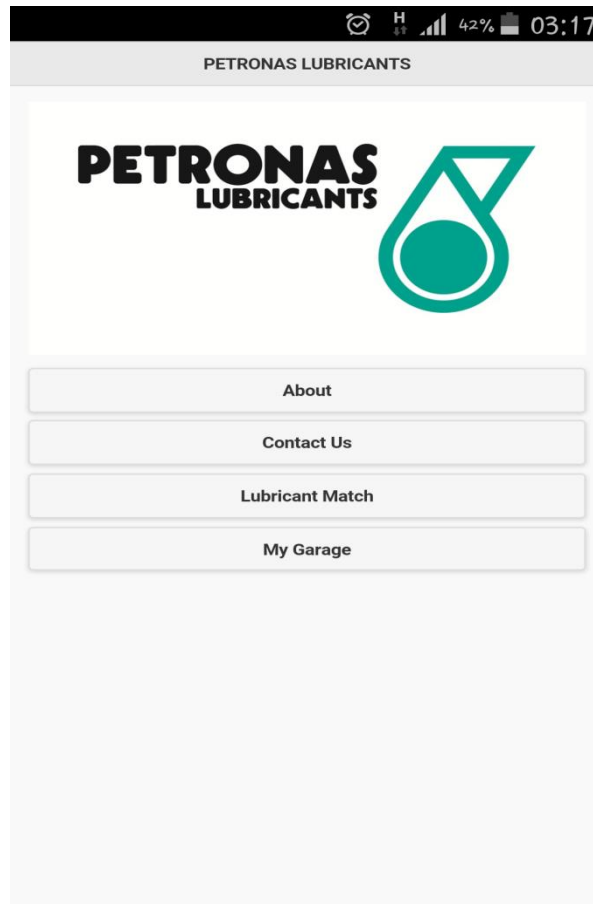 H 42% 03:17
PETRONAS LUBRICANTS
PETRONAS
LUBRICANTS
About
Contact Us
Lubricant Match
My Garage